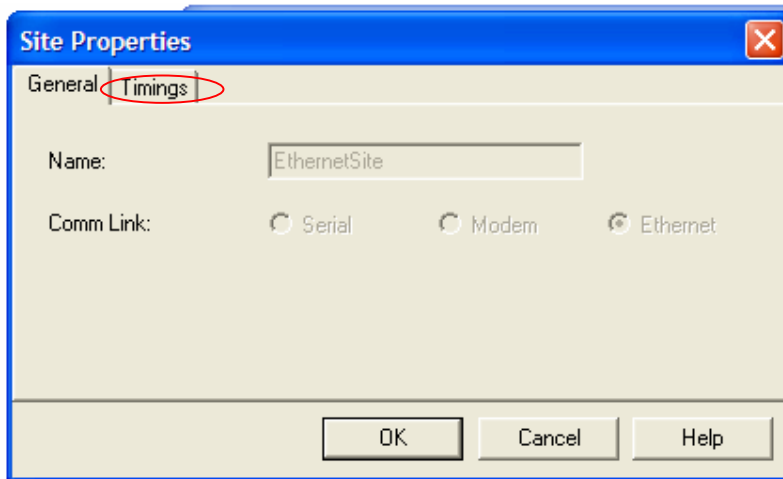 Site Properties
General Timings
Name: EthernetSite
Comm Link: Serial Modem Ethernet
OK Cancel Help